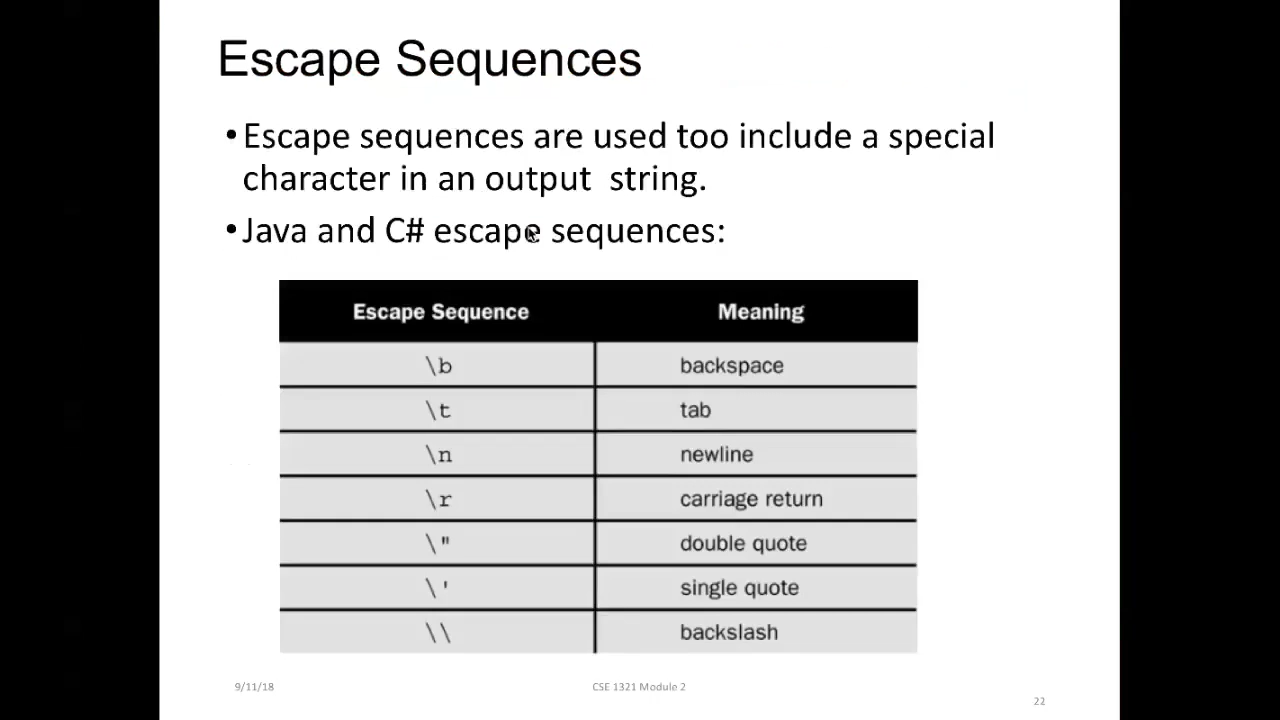 Escape Sequences
•Escape sequences are used too include a special
character in an output  string.
•Java and C# escape sequences:
Escape Sequence Meaning
\b backspace
\t tab
\n newline
\r carriage return
\" double quote
\' single quote
\\ backslash
9/11/18 CSE 1321 Module 2 22